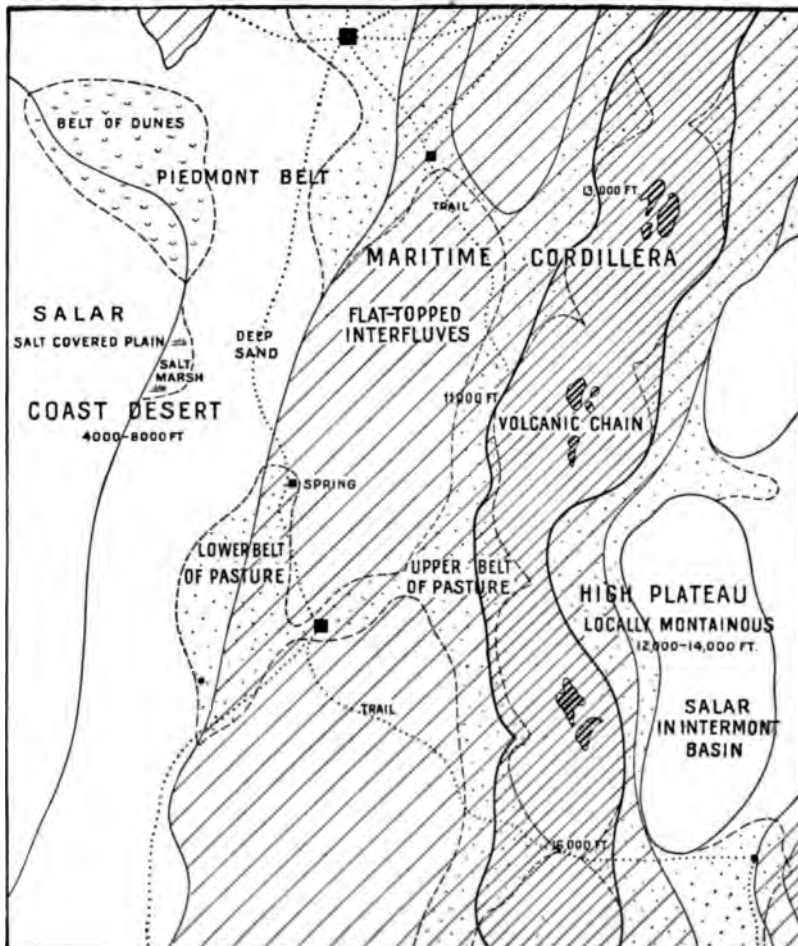 BELT OF DUNES
PIEDMONT BELT
13,000 FT.
TRAIL
MARITIME CORDILLERA
SALAR
SALT COVERED PLAIN
FLAT-TOPPED
INTERFLUVES
DEEP
SAND
SALT
MARSH
COAST DESERT
4000-8000 FT
11000 FT.
VOLCANIC CHAIN
SPRING
LOWER BELT
OF PASTURE
UPPER BELT
OF PASTURE
HIGH PLATEAU
LOCALLY MONTAINOUS
12,000-14,000 FT.
TRAIL
SALAR
IN INTERMONT
BASIN
15,000 FT.